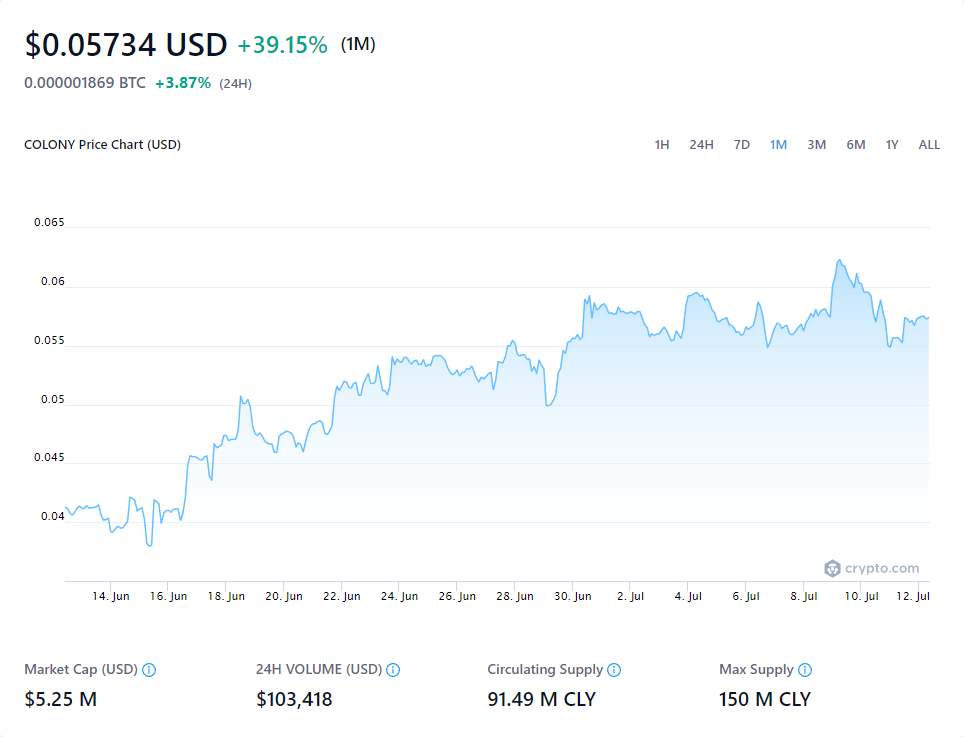 $0.05734 USD +39.15% (1M)
0.000001869 BTC +3.87% (24H)
COLONY Price Chart (USD) 1H 24H 7D 1M 3M 6M 1Y ALL
0.065
0.06
0.055
0.05
0.045
0.04
crypto.com
14. Jun 16. Jun 18. Jun 20. Jun 22. Jun 24. Jun 26. Jun 28. Jun 30. Jun 2. Jul 4. Jul 6. Jul 8. Jul 10. Jul 12. Jul
Market Cap (USD) 24H VOLUME (USD) Circulating Supply Max Supply
$5.25 M $103,418 91.49 M CLY 150 M CLY